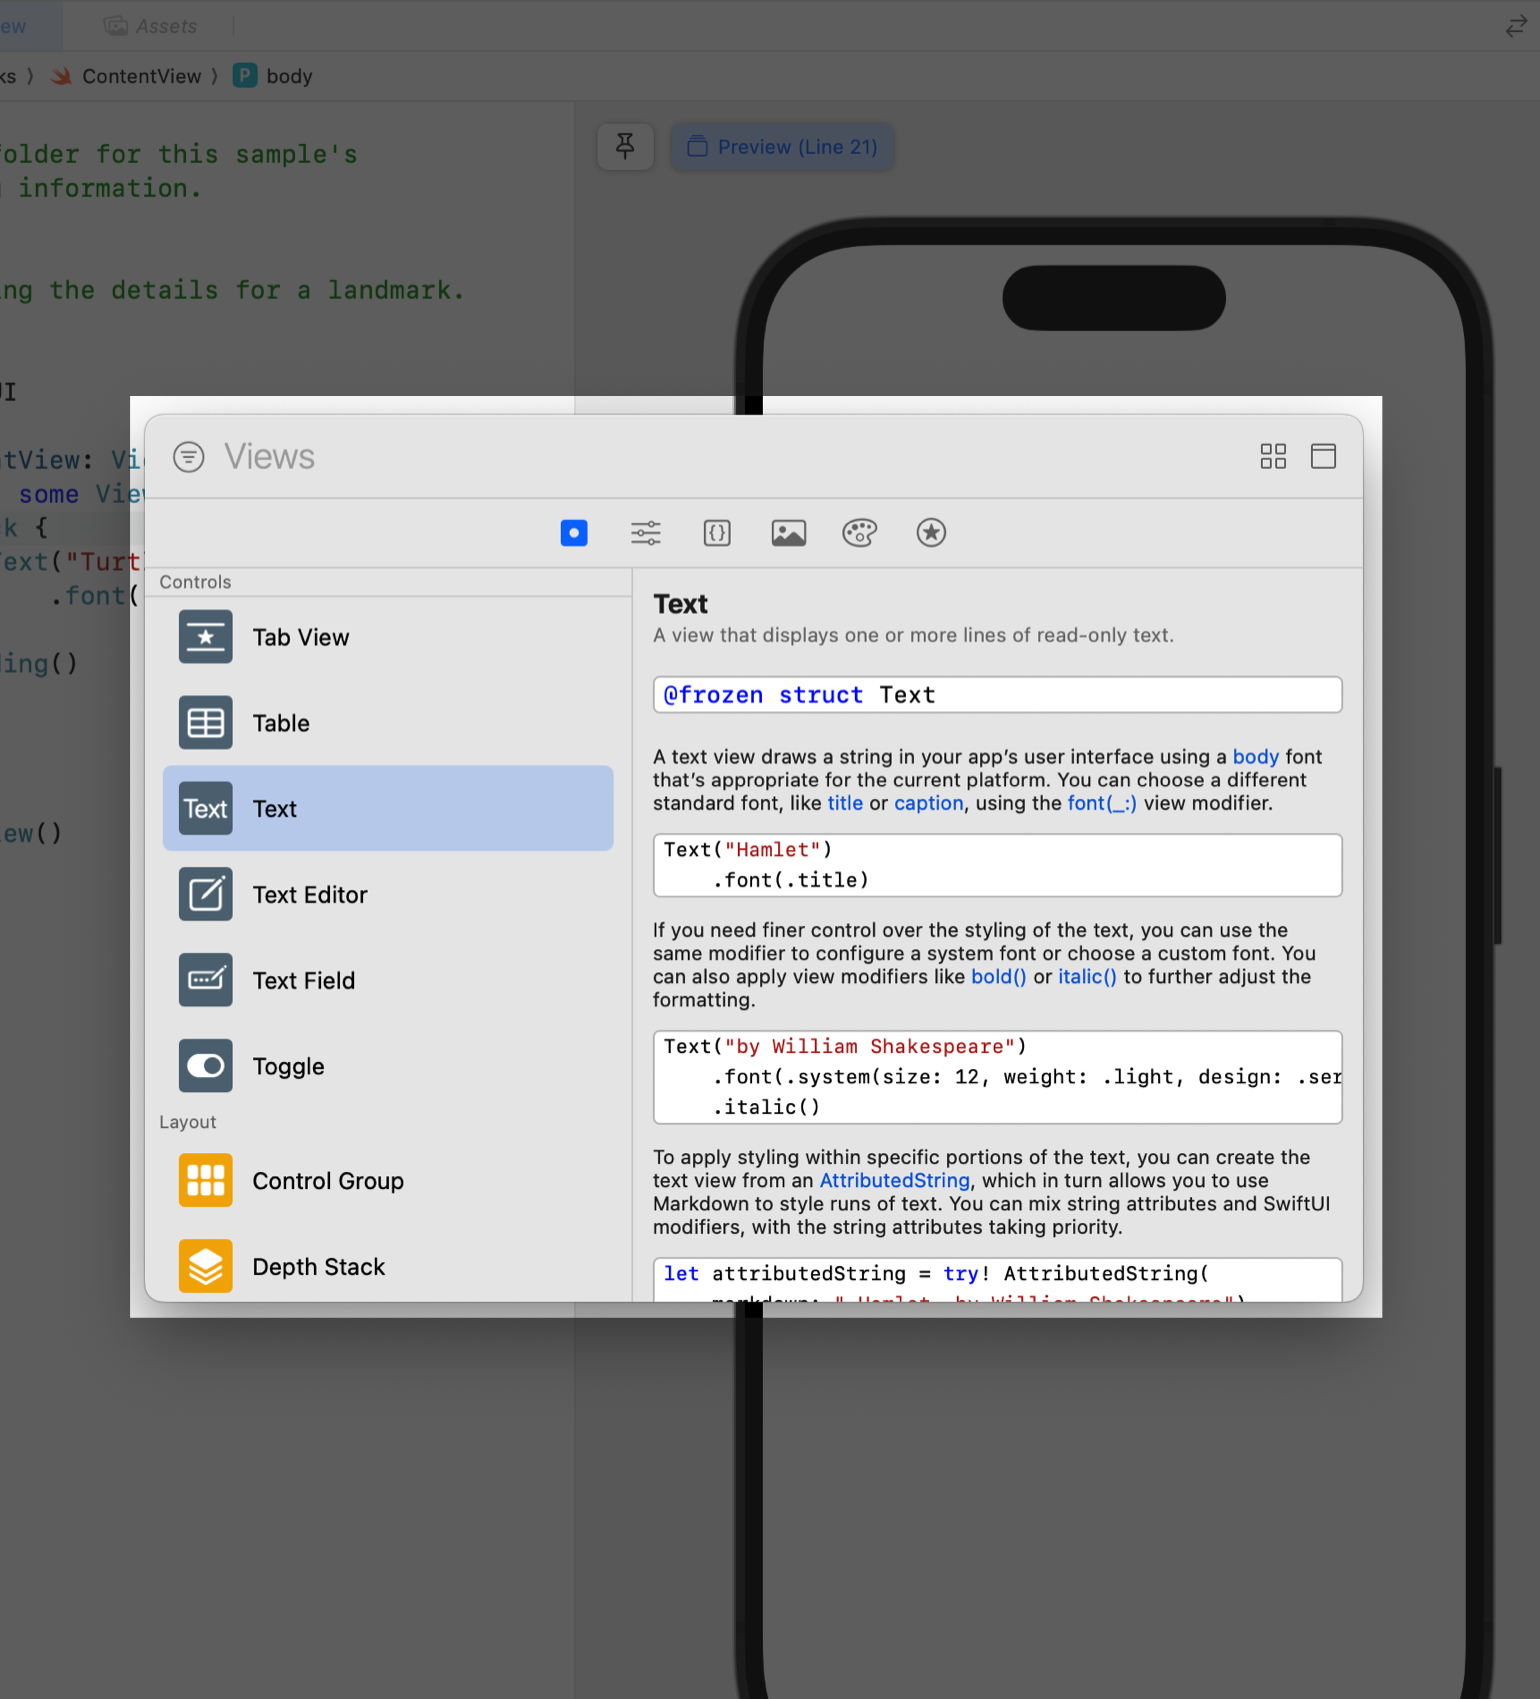 ew
Assets
ks 〉 ContentView 〉 P body
Preview (Line 21)
folder for this sample's
information.
ng the details for a landmark.
UI
tView: Vi
some View
k {
ext("Turt
.font(
ing()
ew()
Views
Controls
Tab View
Table
Text Text
Text Editor
Text Field
Toggle
Layout
Control Group
Depth Stack
Text
A view that displays one or more lines of read-only text.
@frozen struct Text
A text view draws a string in your app’s user interface using a body font
that’s appropriate for the current platform. You can choose a different
standard font, like title or caption, using the font(_:) view modifier.
Text("Hamlet")
.font(.title)
If you need finer control over the styling of the text, you can use the
same modifier to configure a system font or choose a custom font. You
can also apply view modifiers like bold() or italic() to further adjust the
formatting.
Text("by William Shakespeare")
.font(.system(size: 12, weight: .light, design: .ser
.italic()
To apply styling within specific portions of the text, you can create the
text view from an AttributedString, which in turn allows you to use
Markdown to style runs of text. You can mix string attributes and SwiftUI
modifiers, with the string attributes taking priority.
let attributedString = try! AttributedString(
markdown: "_Hamlet_ by William Shakespeare")